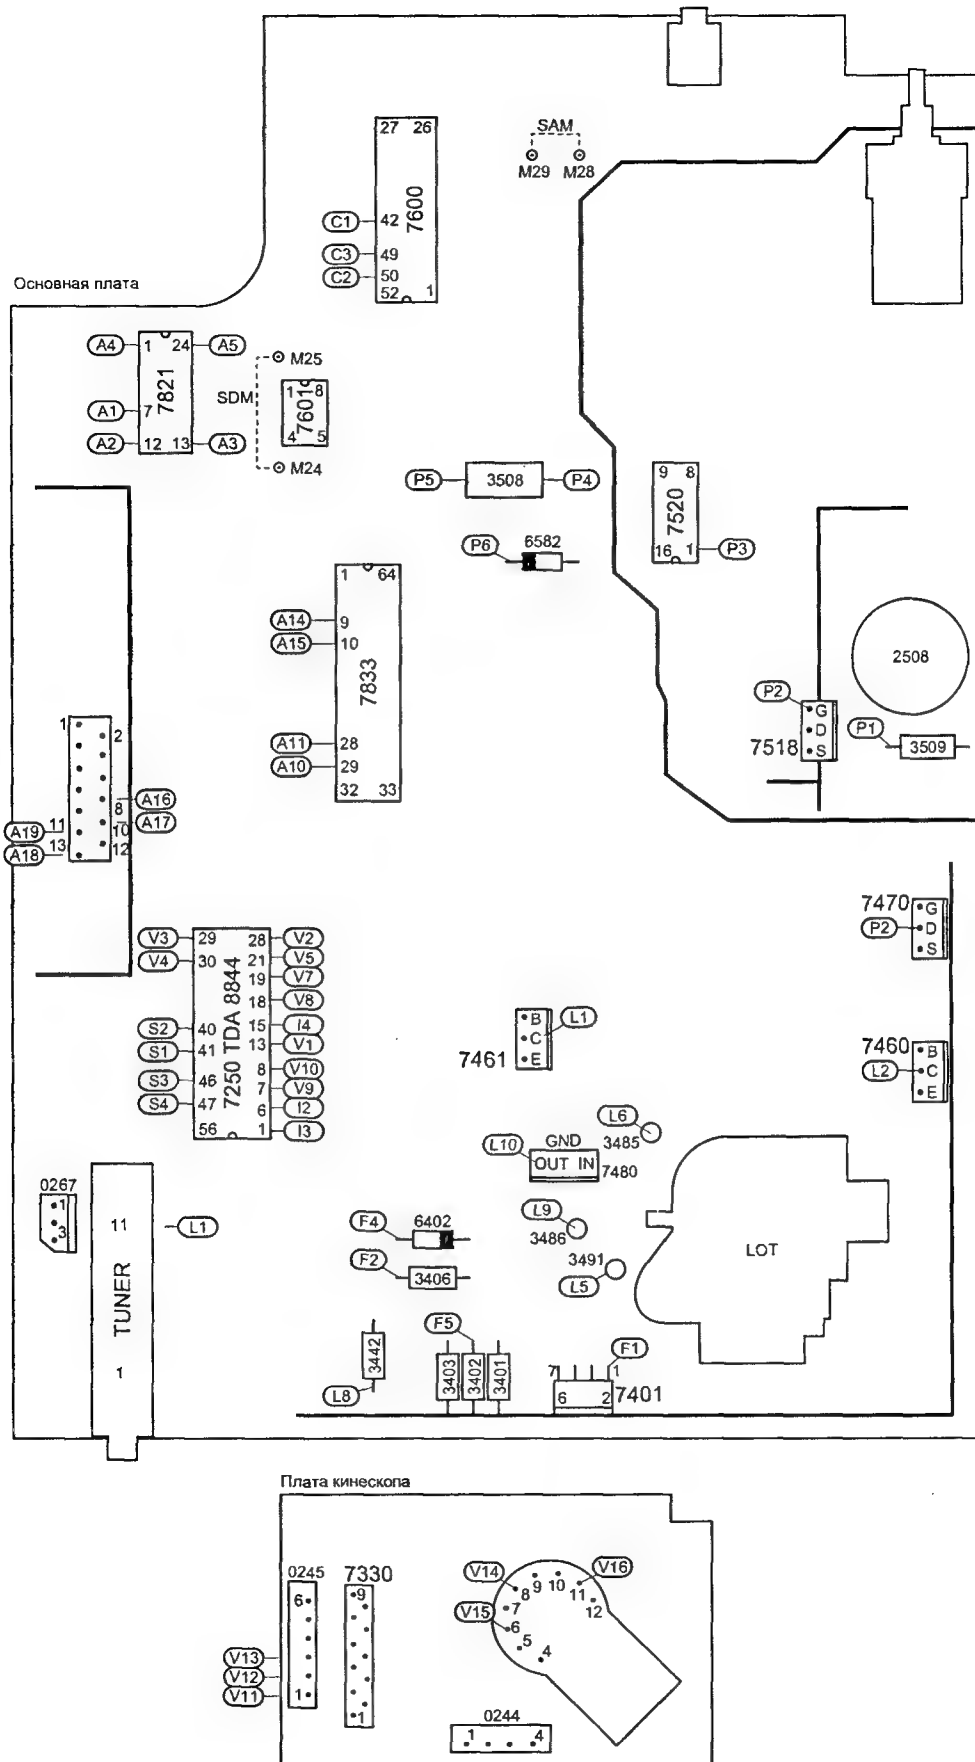 27 26
SAM
M29 M28
7600
C1 42
C3 49
C2 50
52 1
Основная плата
A4 1 24 A5
M25
7821
SDM
1 8
7601
4 5
A1 7
A2 12 13 A3
M24
P5 3508 P4
9 8
7520
16 1 P3
P6 6582
1 64
A14 9
A15 10
7833
2508
P2 G
D
7518 S
P1 3509
A11 28
A10 29
32 33
1 2
A16
8
A17
A19 11 10
A18 13 12
7470 G
P2 D
S
V3 29 28 V2
V4 30 21 V5
19 V7
18 V8
7250 TDA 8844
S2 40 15 I4
S1 41 13 V1
8 V10
S3 46 7 V9
S4 47 6 I2
56 1 I3
B
C L1
7461 E
7460 B
L2 C
E
L6
3485
L10 GND
OUT IN 7480
0267
1
3
11 L1
TUNER
1
F4 6402
F2 3406
L9
3486
3491
L5
LOT
F5
3442
L8
3403 3402 3401
F1
7 1
6 2 7401
Плата кинескопа
0245 7330
6 9
V14 V16
8 9 10 11 12
7
V15 6
5 4
V13
V12
V11 1
1
0244
1 4